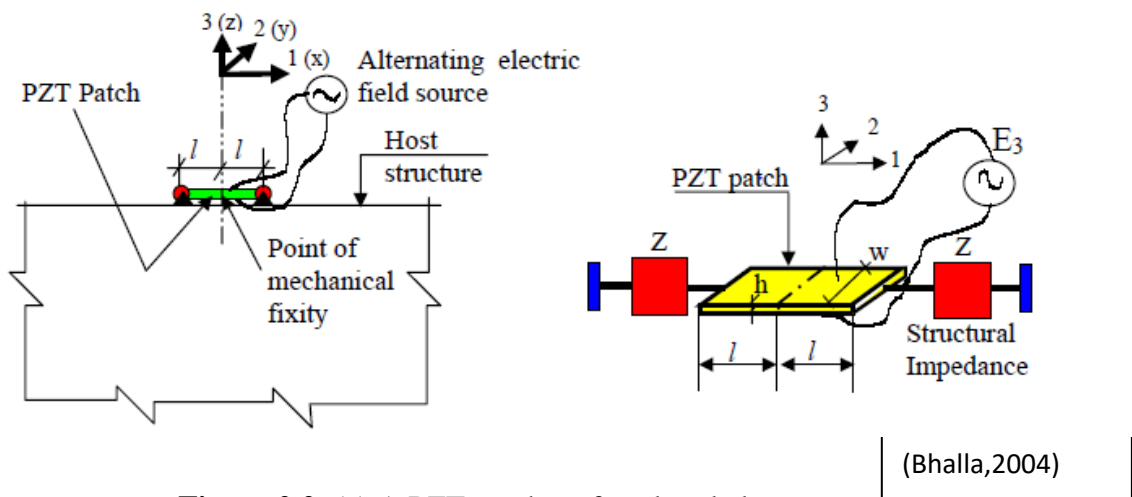 3 (z)
2 (y)
1 (x)
Alternating electric
field source
PZT Patch
l
l
Host
structure
Point of
mechanical
fixity
3
2
1
E3
PZT patch
Z
w
Z
h
l
l
Structural
Impedance
(Bhalla,2004)